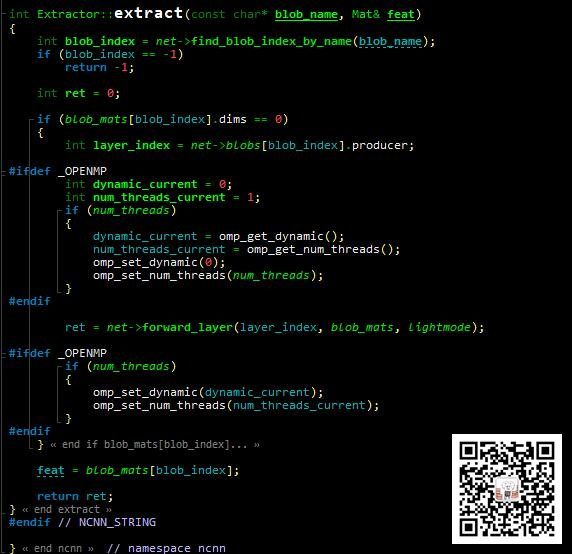 int Extractor::extract(const char* blob_name, Mat& feat)
{
int blob_index = net->find_blob_index_by_name(blob_name);
if (blob_index == -1)
return -1;
int ret = 0;
if (blob_mats[blob_index].dims == 0)
{
int layer_index = net->blobs[blob_index].producer;
#ifdef _OPENMP
int dynamic_current = 0;
int num_threads_current = 1;
if (num_threads)
{
dynamic_current = omp_get_dynamic();
num_threads_current = omp_get_num_threads();
omp_set_dynamic(0);
omp_set_num_threads(num_threads);
}
#endif
ret = net->forward_layer(layer_index, blob_mats, lightmode);
#ifdef _OPENMP
if (num_threads)
{
omp_set_dynamic(dynamic_current);
omp_set_num_threads(num_threads_current);
}
#endif
} « end if blob_mats[blob_index]... »
feat = blob_mats[blob_index];
return ret;
} « end extract »
#endif // NCNN_STRING
} « end ncnn » // namespace ncnn